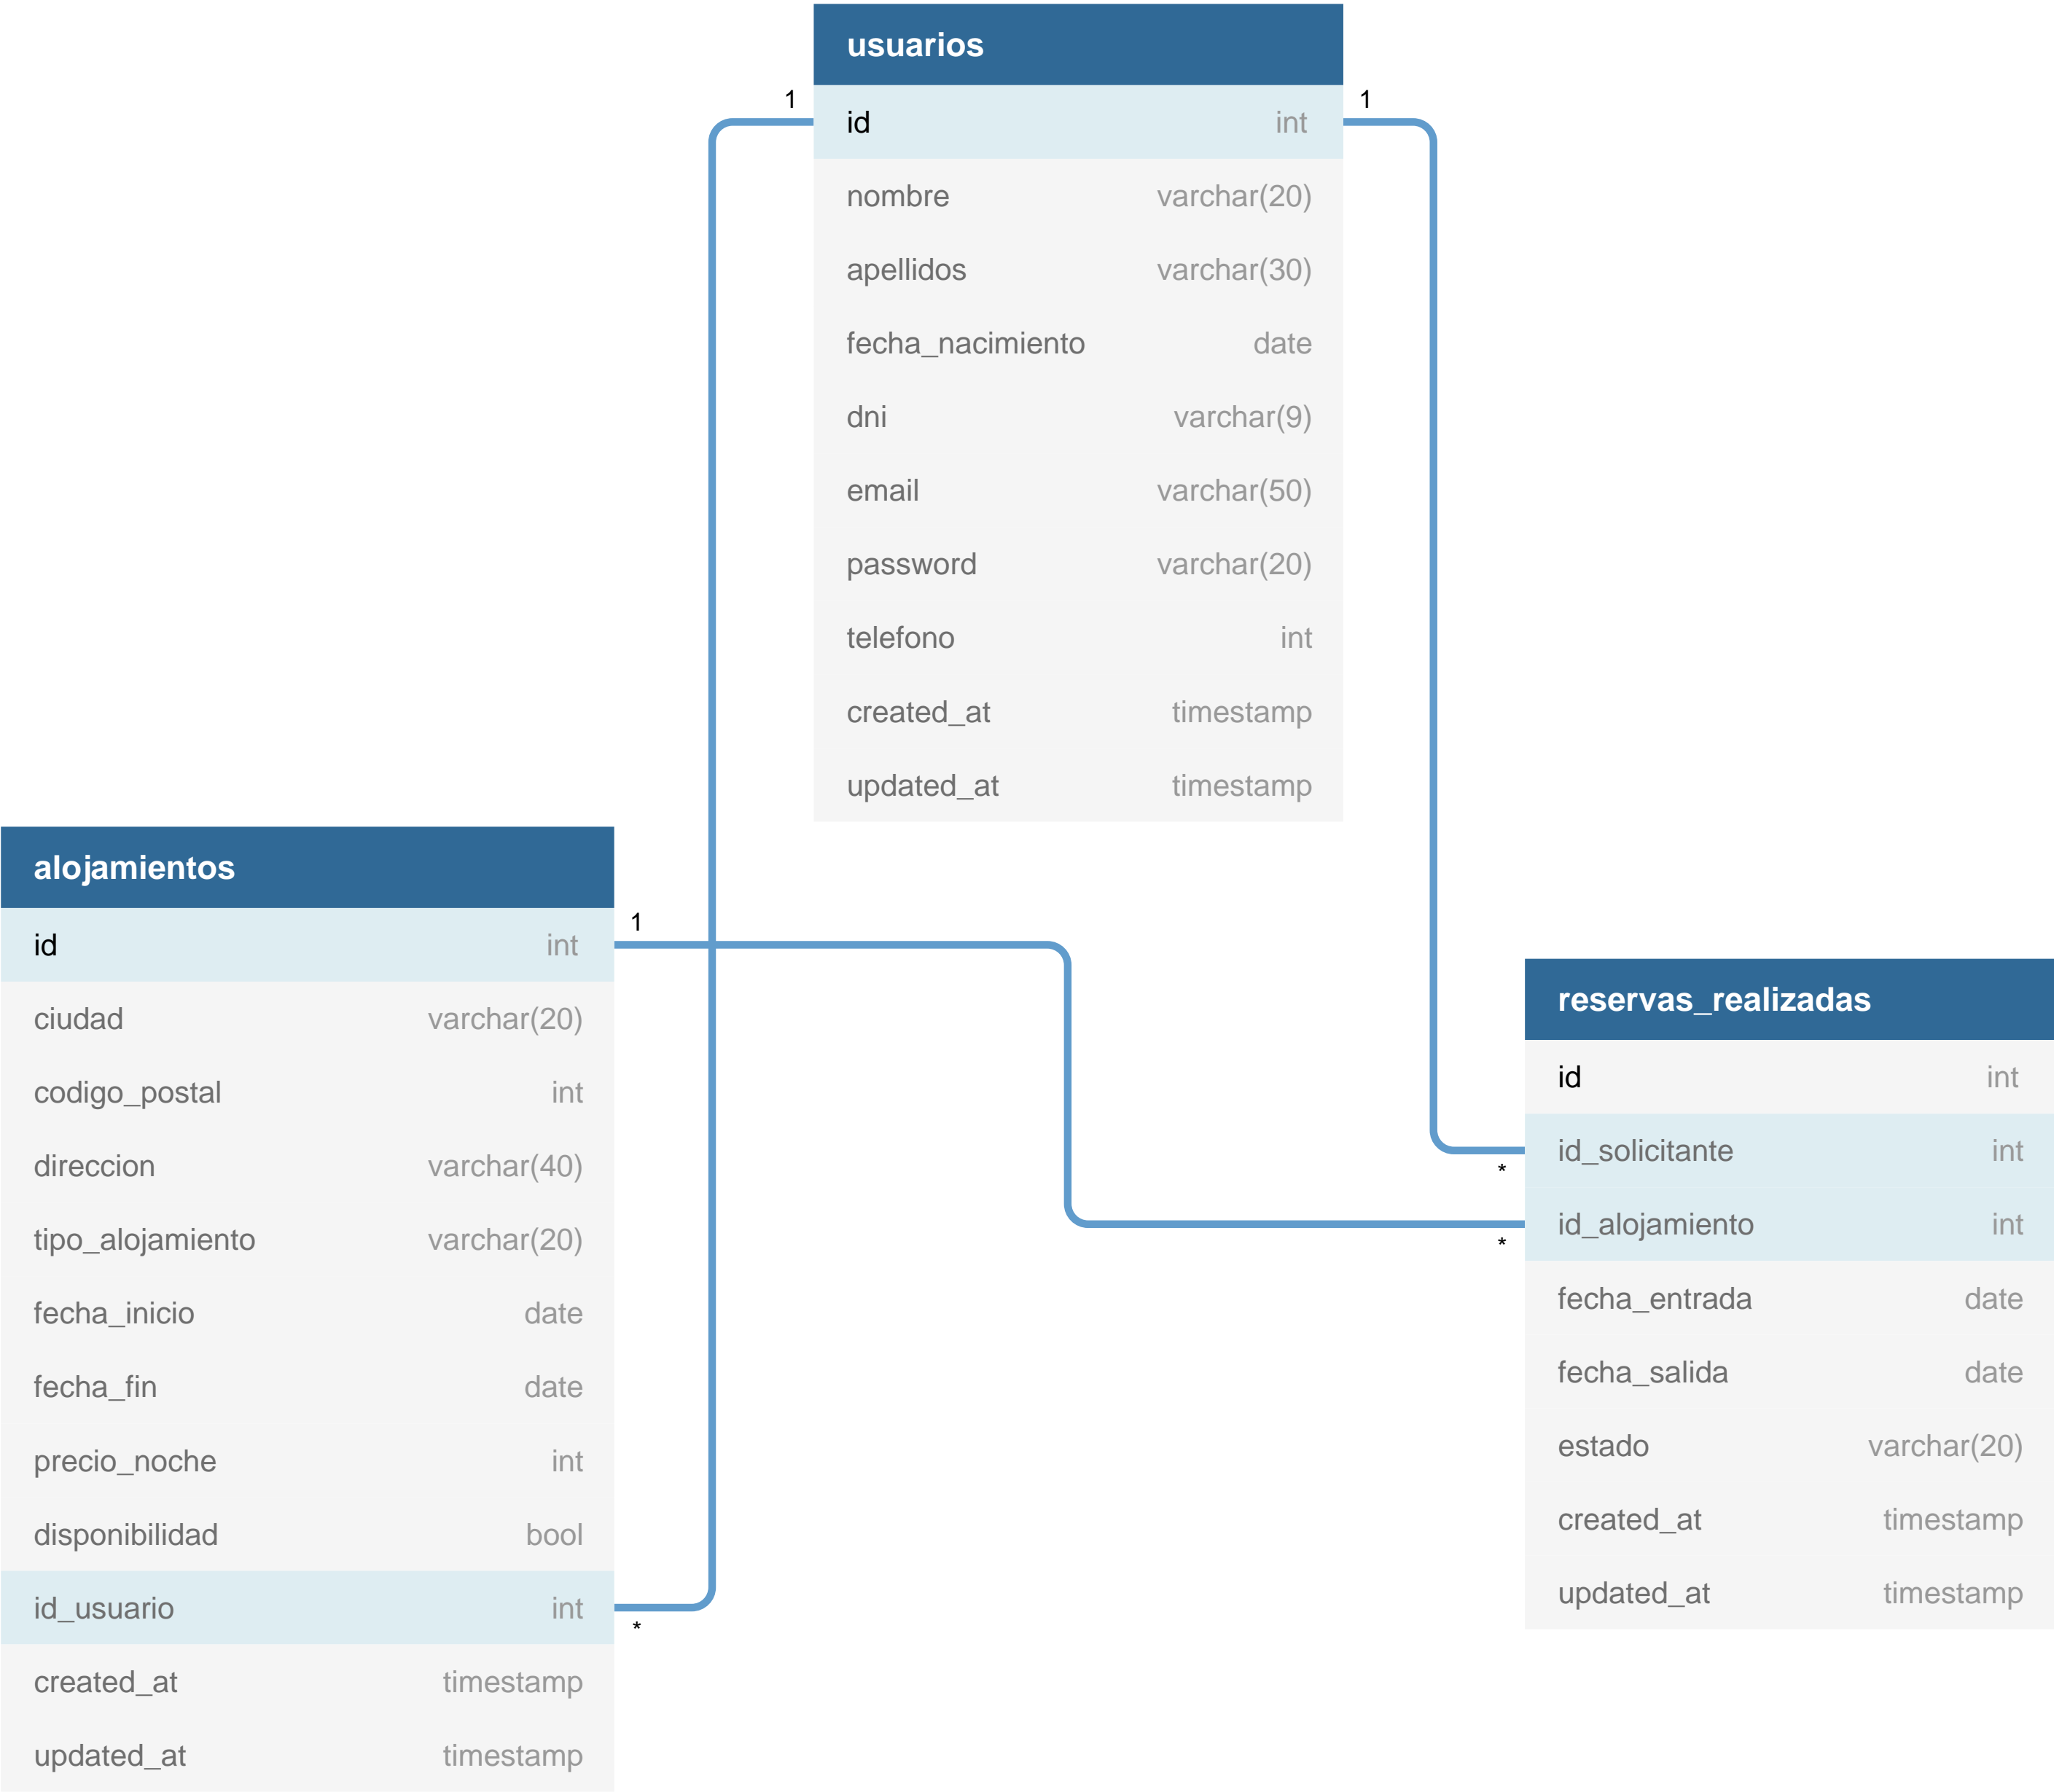 usuarios
1
1
id int
nombre varchar(20)
apellidos varchar(30)
fecha_nacimiento date
dni varchar(9)
email varchar(50)
password varchar(20)
telefono int
created_at timestamp
updated_at timestamp
alojamientos
1
id int
ciudad varchar(20)
codigo_postal int
direccion varchar(40)
tipo_alojamiento varchar(20)
fecha_inicio date
fecha_fin date
precio_noche int
disponibilidad bool
id_usuario int
*
created_at timestamp
updated_at timestamp
reservas_realizadas
id int
id_solicitante int
*
id_alojamiento int
*
fecha_entrada date
fecha_salida date
estado varchar(20)
created_at timestamp
updated_at timestamp